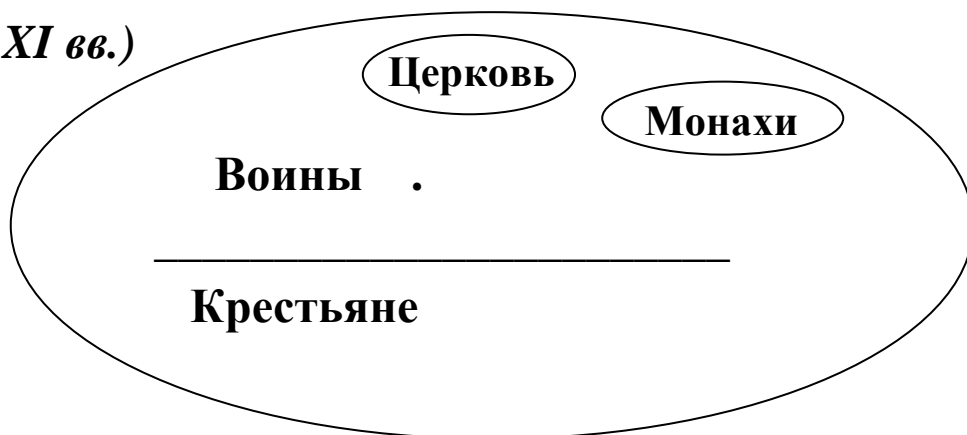 XI вв.)
Церковь
Монахи
Воины .
Крестьяне